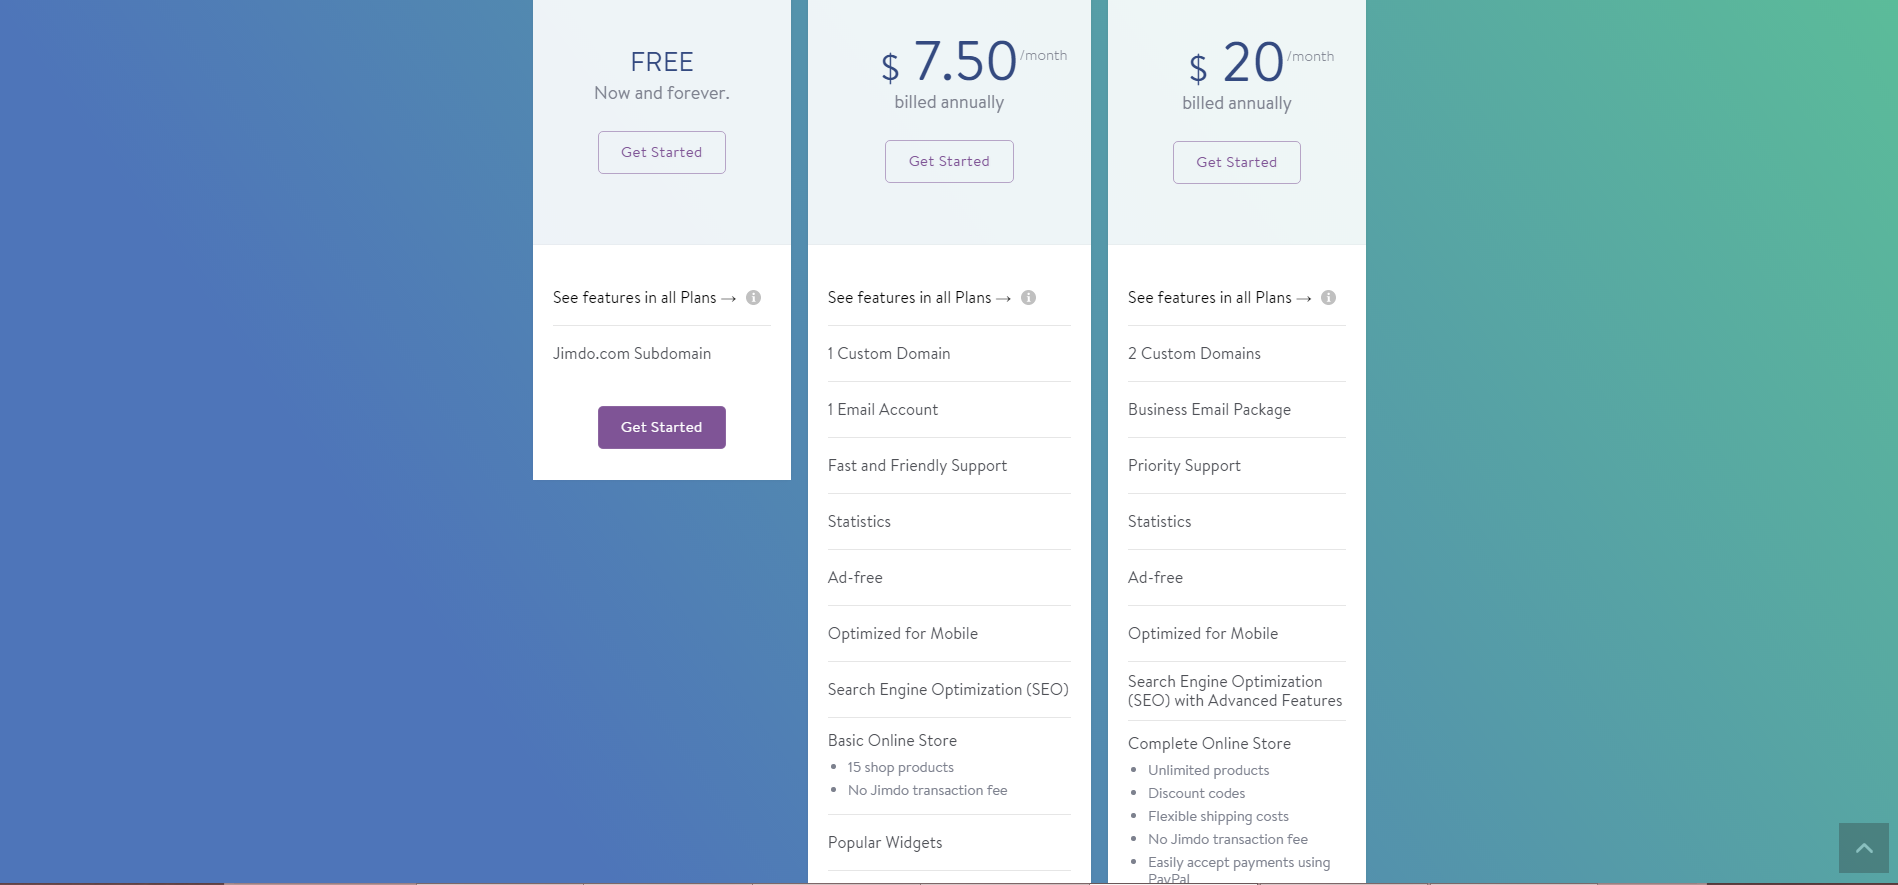 FREE
Now and forever.
Get Started
See features in all Plans →
Jimdo.com Subdomain
Get Started
$ 7.50 /month
billed annually
Get Started
See features in all Plans →
1 Custom Domain
1 Email Account
Fast and Friendly Support
Statistics
Ad-free
Optimized for Mobile
Search Engine Optimization (SEO)
Basic Online Store
• 15 shop products
• No Jimdo transaction fee
Popular Widgets
$ 20 /month
billed annually
Get Started
See features in all Plans →
2 Custom Domains
Business Email Package
Priority Support
Statistics
Ad-free
Optimized for Mobile
Search Engine Optimization
(SEO) with Advanced Features
Complete Online Store
• Unlimited products
• Discount codes
• Flexible shipping costs
• No Jimdo transaction fee
• Easily accept payments using
PayPal